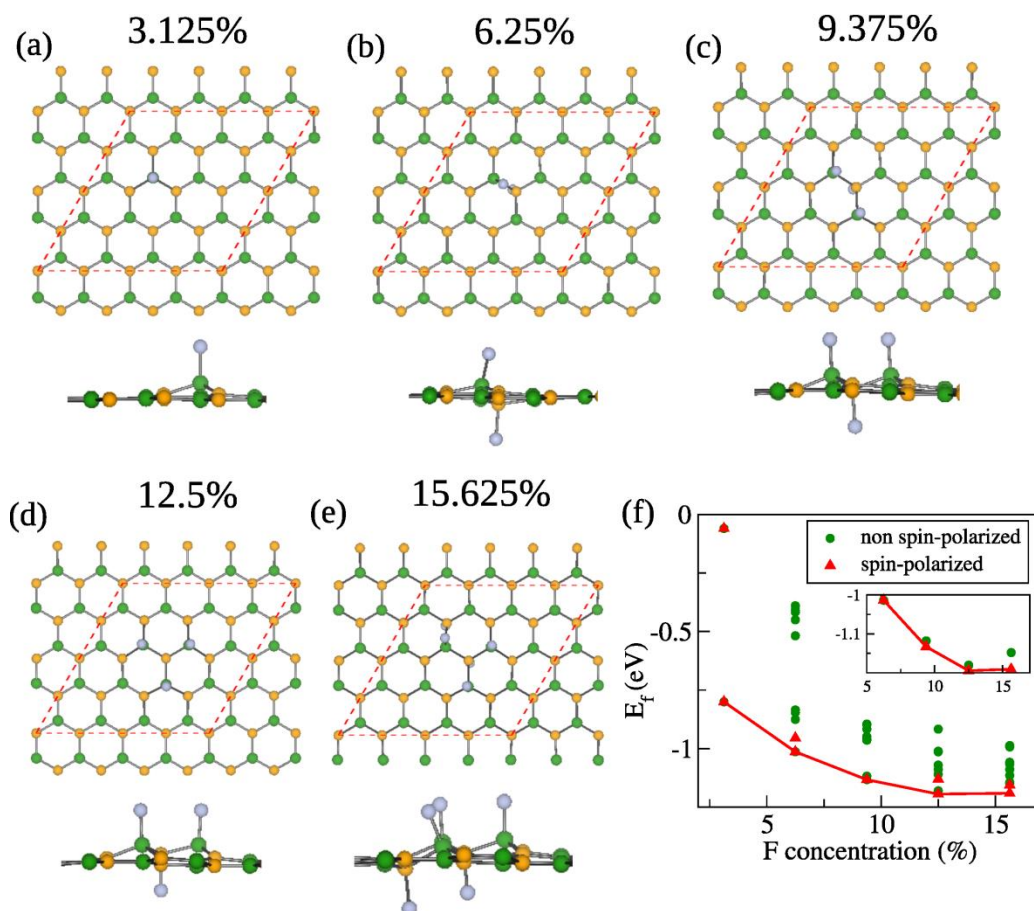 (a) 3.125%
(b) 6.25%
(c) 9.375%
(d) 12.5%
(e) 15.625%
(f)
0
-0.5
-1
E_f (eV)
5 10 15
F concentration (%)
non spin-polarized
spin-polarized
-1
-1.1
5 10 15